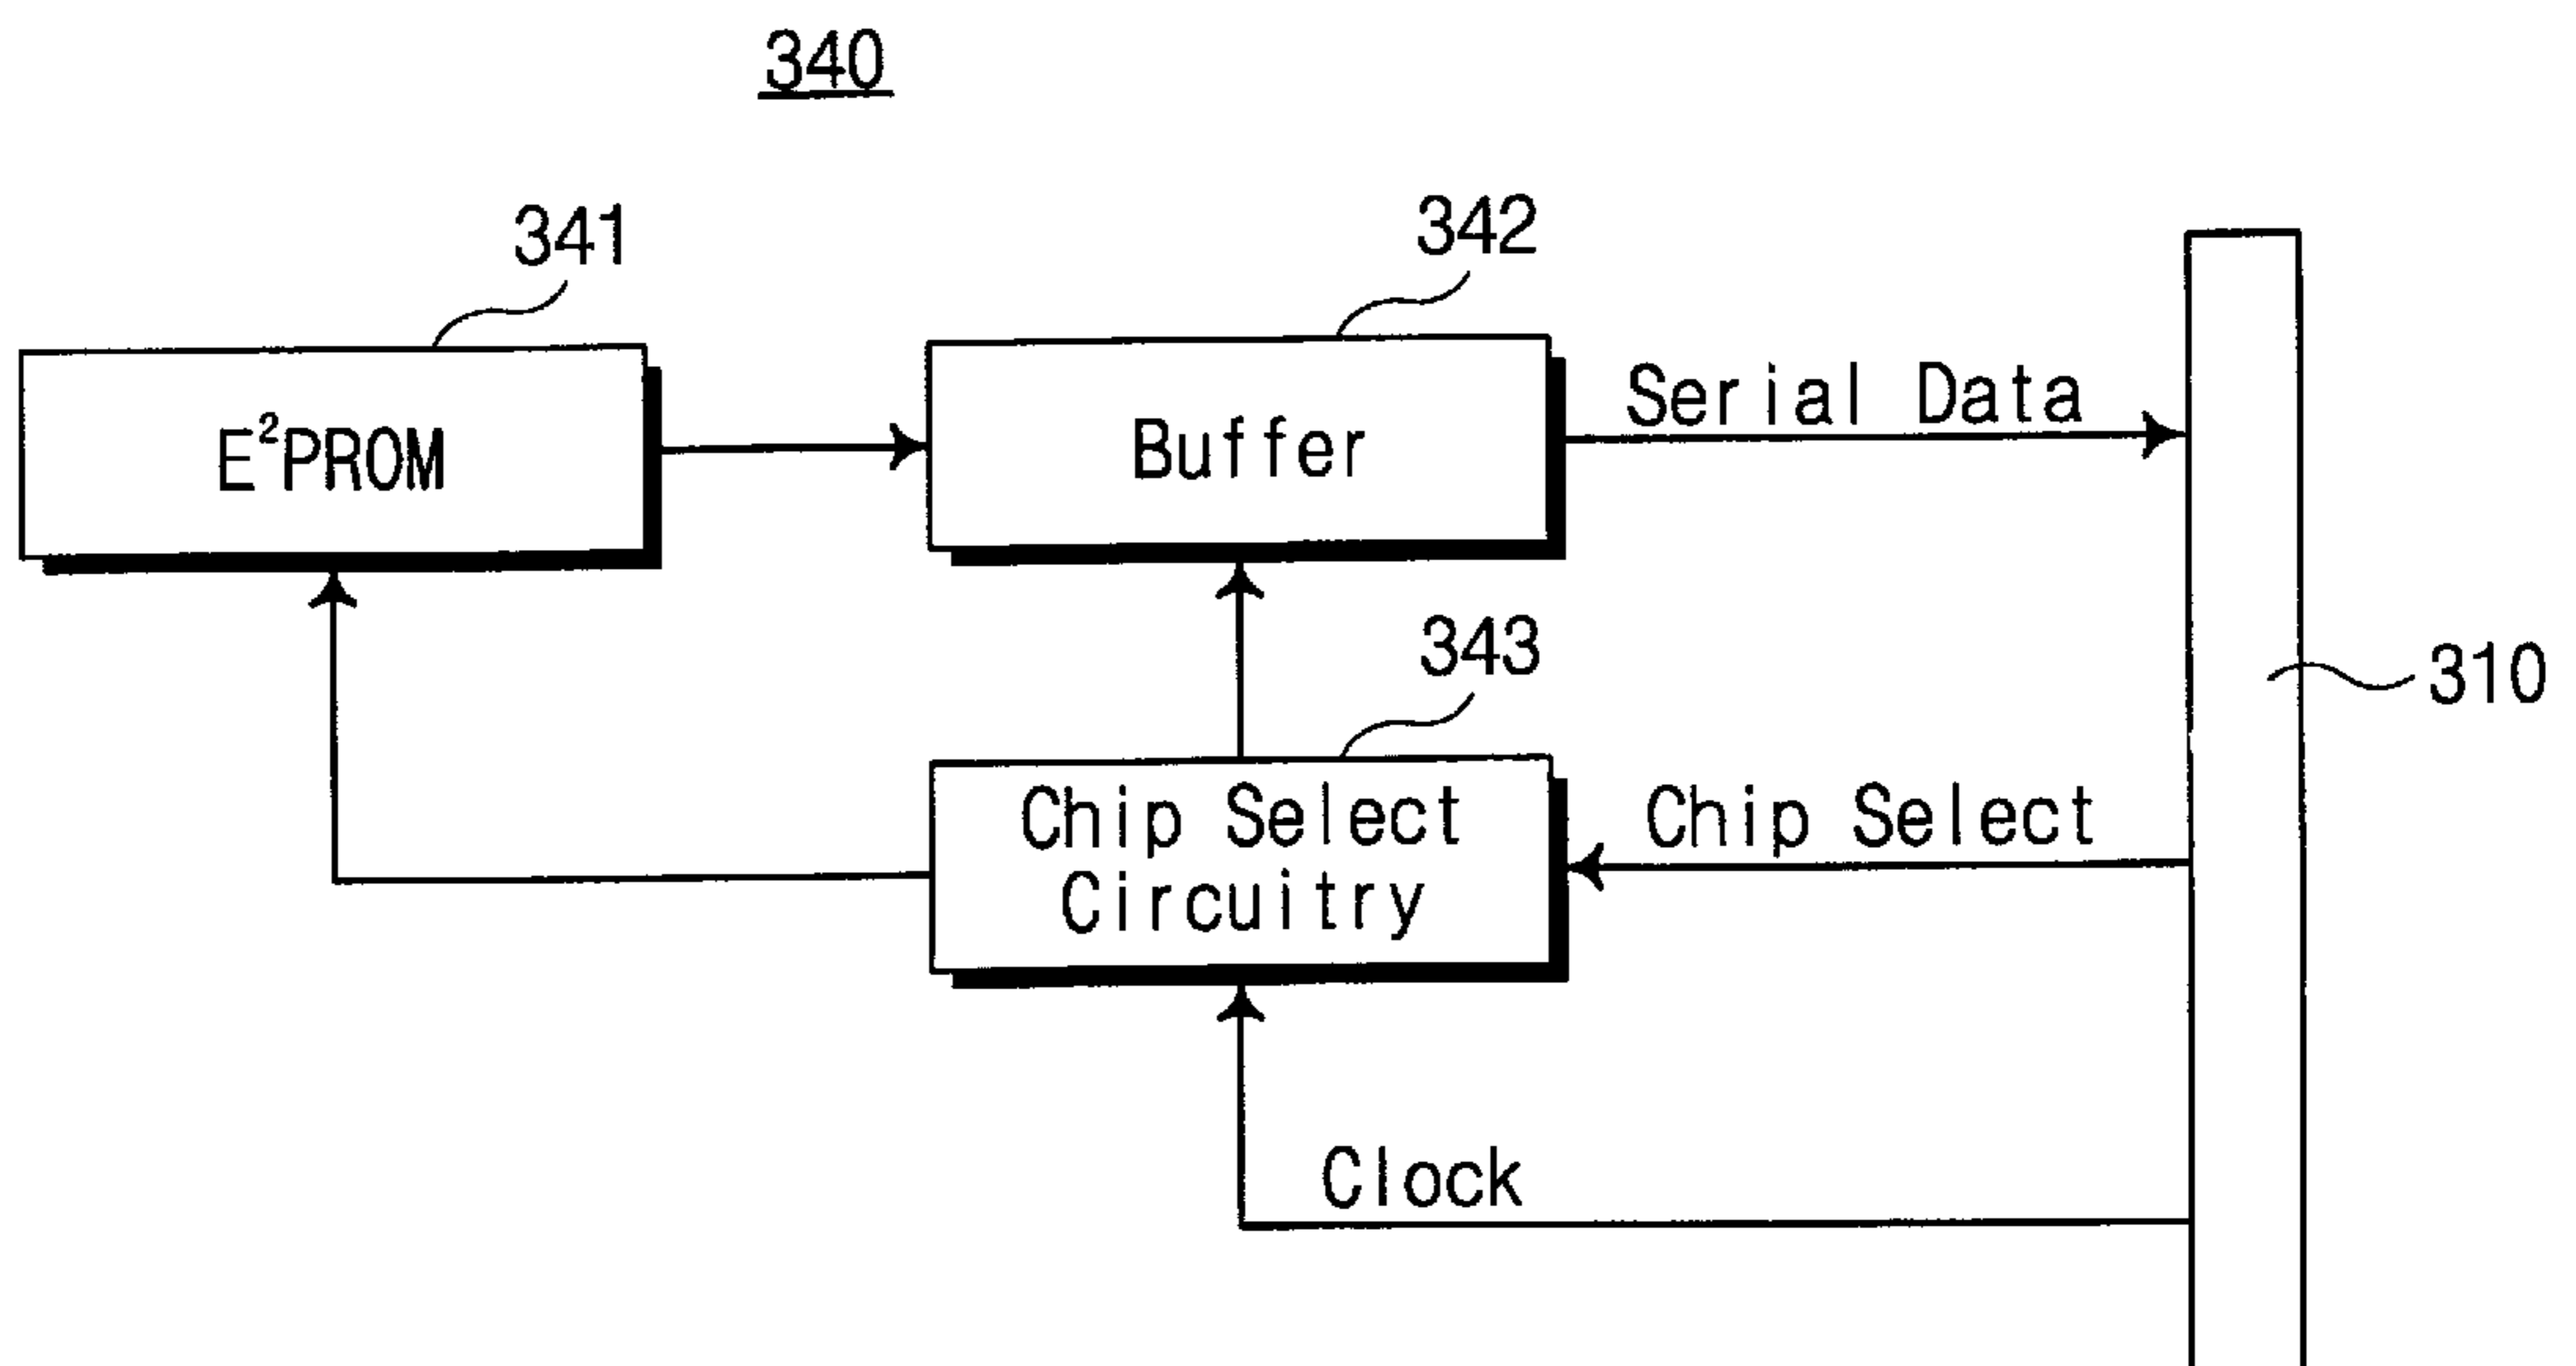 340
341
342
E²PROM
Buffer
Serial Data
343
310
Chip Select
Circuitry
Chip Select
Clock